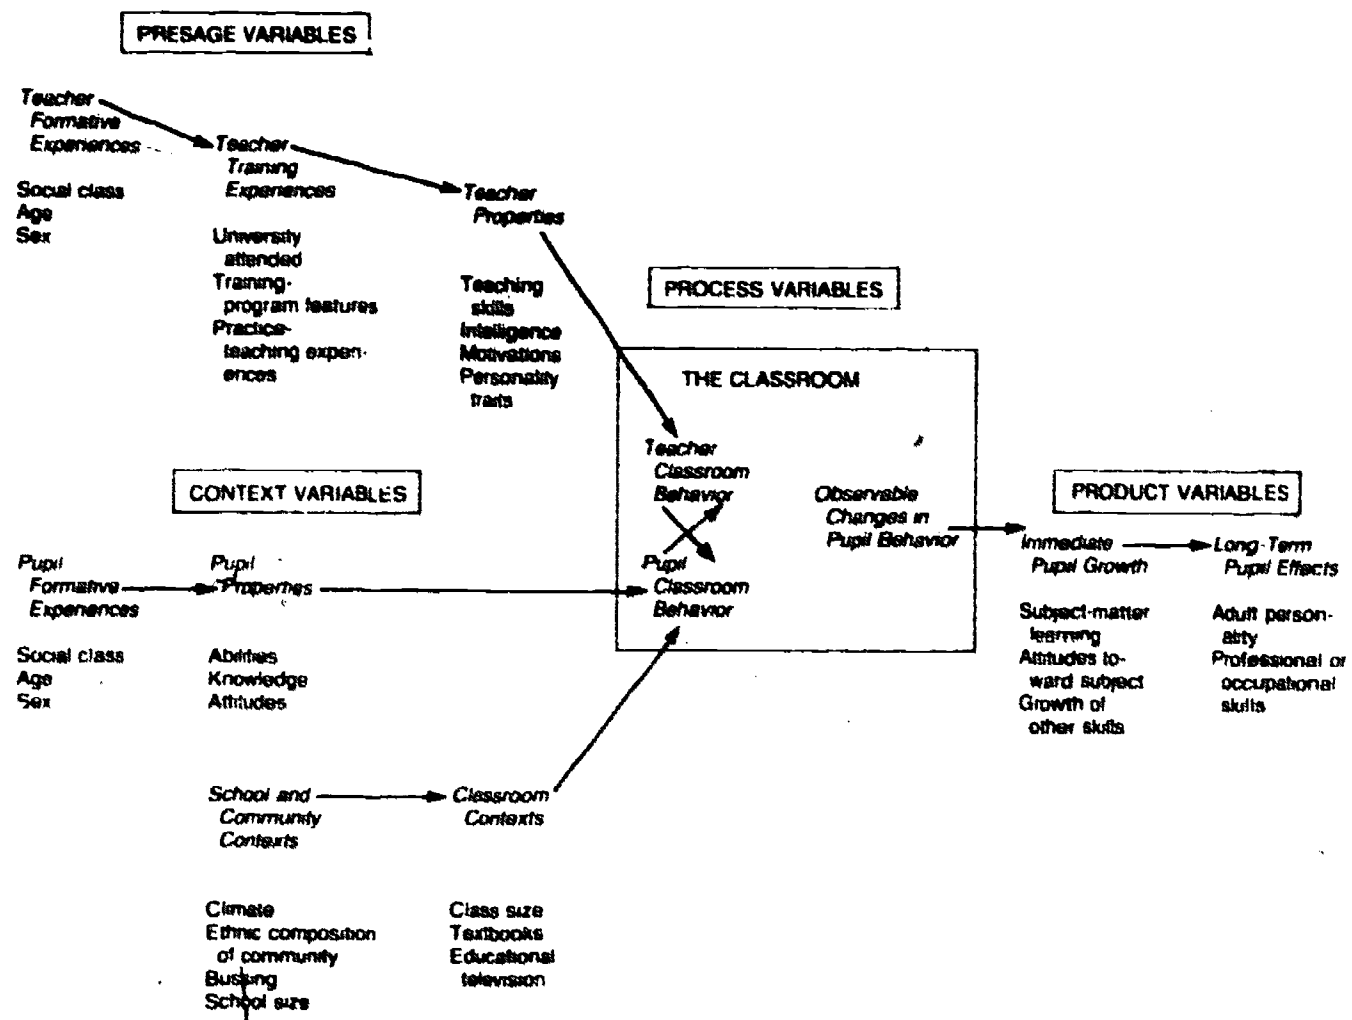 PRESAGE VARIABLES
Teacher
Formative
Experiences
Social class
Age
Sex
Teacher
Training
Experiences
University
attended
Training-
program features
Practice-
teaching experi-
ences
Teacher
Properties
Teaching
skills
Intelligence
Motivations
Personality
traits
PROCESS VARIABLES
THE CLASSROOM
Teacher
Classroom
Behavior
Pupil
Classroom
Behavior
Observable
Changes in
Pupil Behavior
CONTEXT VARIABLES
Pupil
Formative
Experiences
Social class
Age
Sex
Pupil
Properties
Abilities
Knowledge
Attitudes
School and
Community
Contexts
Climate
Ethnic composition
of community
Bussing
School size
Classroom
Contexts
Class size
Textbooks
Educational
television
PRODUCT VARIABLES
Immediate
Pupil Growth
Subject-matter
learning
Attitudes to-
ward subject
Growth of
other skills
Long-Term
Pupil Effects
Adult person-
ality
Professional or
occupational
skills